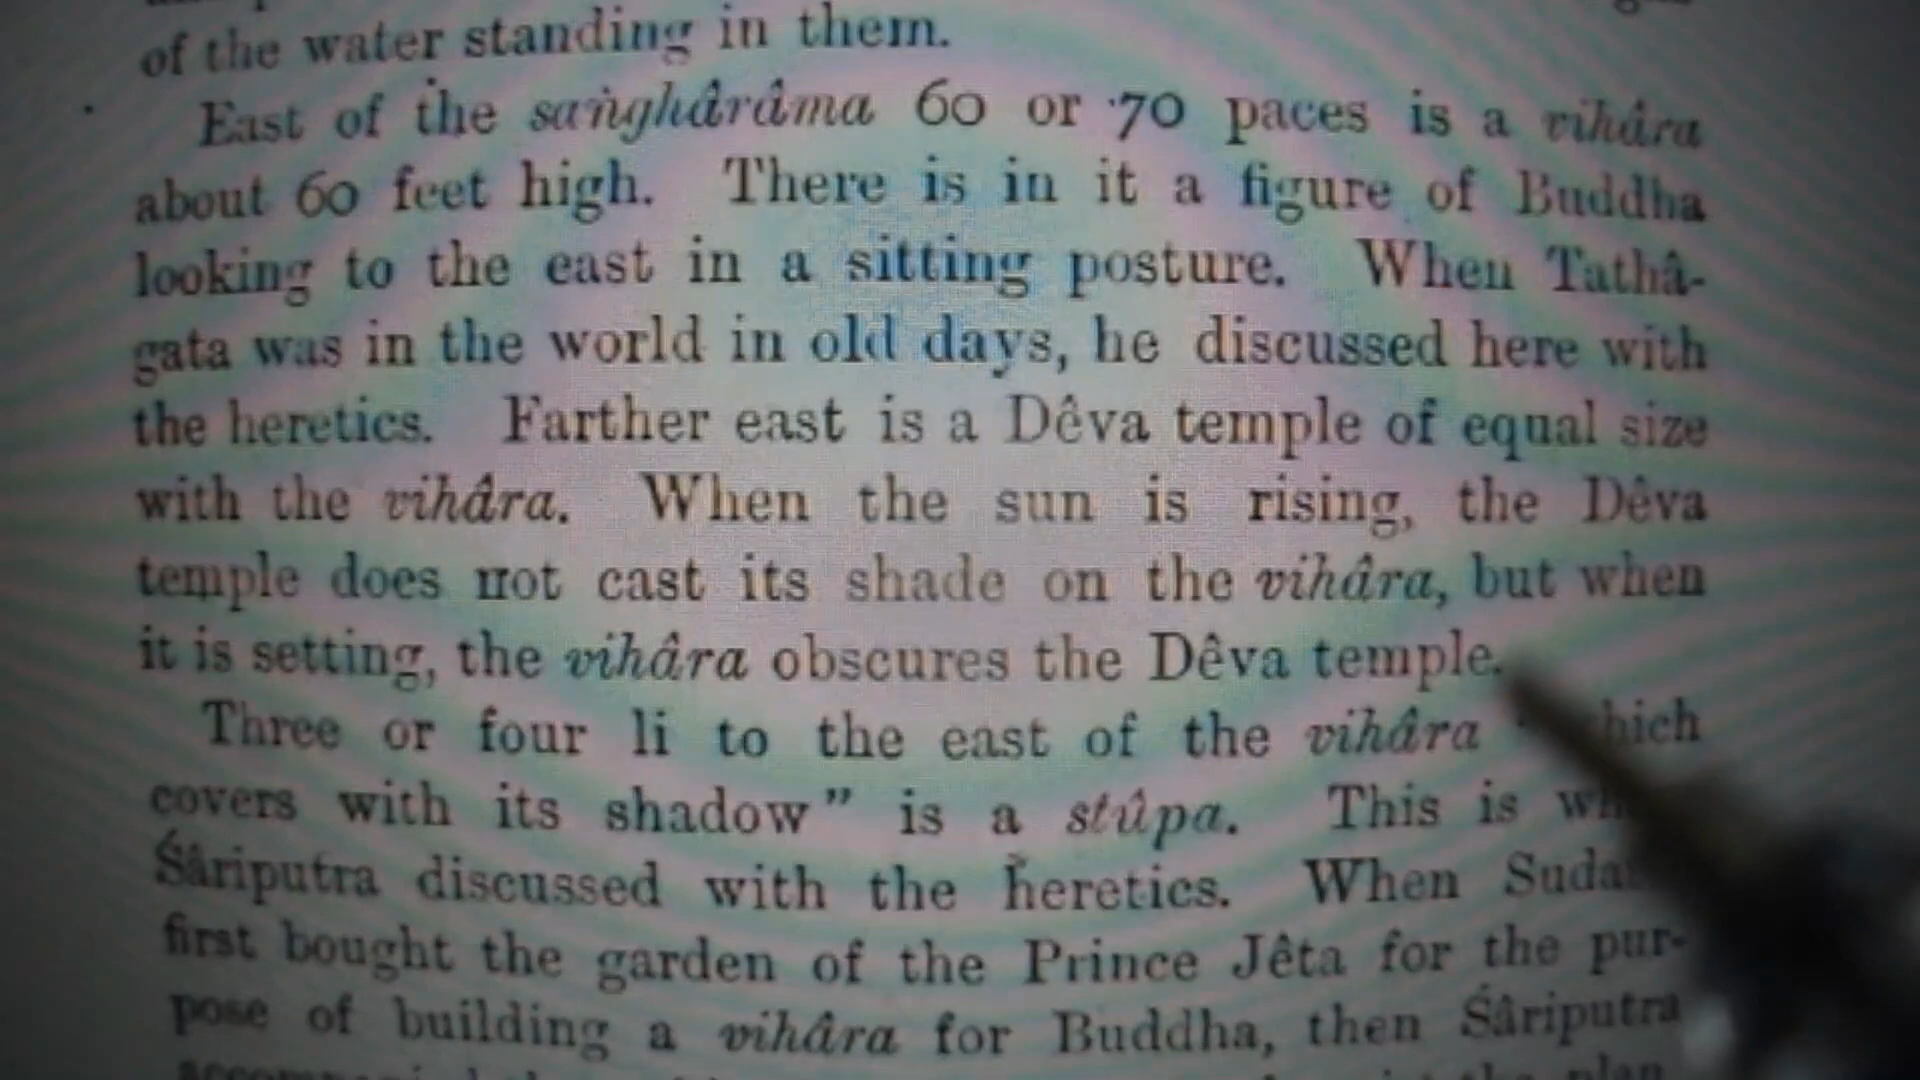 of the water standing in them.
East of the saṅghârâma 60 or 70 paces is a vihâra
about 60 feet high. There is in it a figure of Buddha
looking to the east in a sitting posture. When Tathâ-
gata was in the world in old days, he discussed here with
the heretics. Farther east is a Dêva temple of equal size
with the vihâra. When the sun is rising, the Dêva
temple does not cast its shade on the vihâra, but when
it is setting, the vihâra obscures the Dêva temple.
Three or four li to the east of the vihâra
covers with its shadow” is a stûpa. This is
Śâriputra discussed with the heretics. When
first bought the garden of the Prince Jêta for the pur-
pose of building a vihâra for Buddha, then Śâriputra
plan